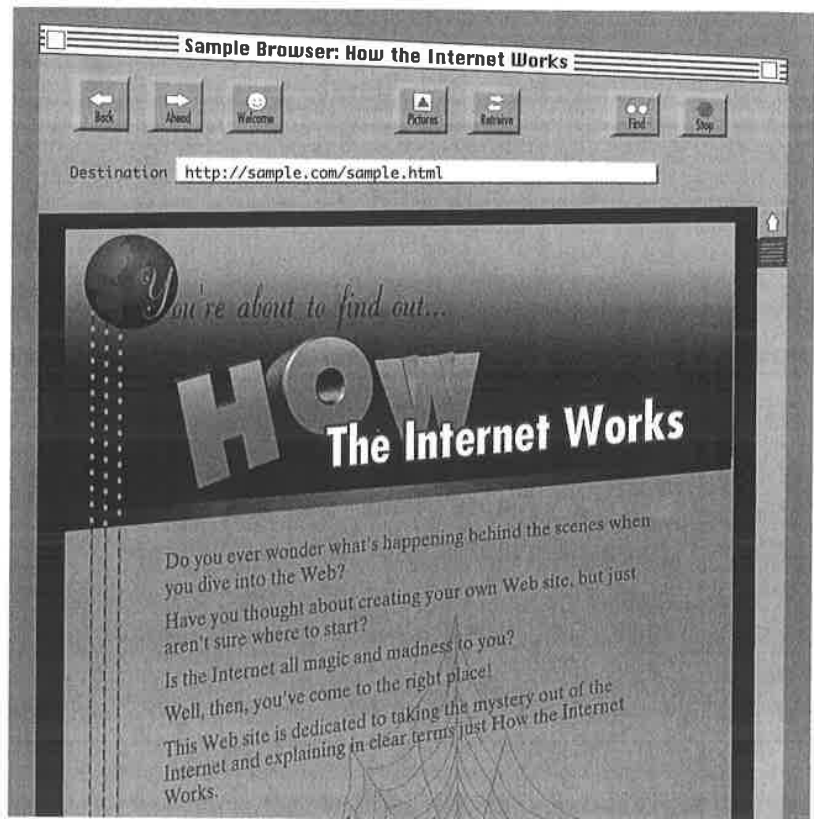 Sample Browser: How the Internet Works
Back Ahead Welcome Pictures Retrieve Find Stop
Destination http://sample.com/sample.html
You're about to find out...
HOW
The Internet Works
Do you ever wonder what's happening behind the scenes when
you dive into the Web?
Have you thought about creating your own Web site, but just
aren't sure where to start?
Is the Internet all magic and madness to you?
Well, then, you've come to the right place!
This Web site is dedicated to taking the mystery out of the
Internet and explaining in clear terms just How the Internet
Works.